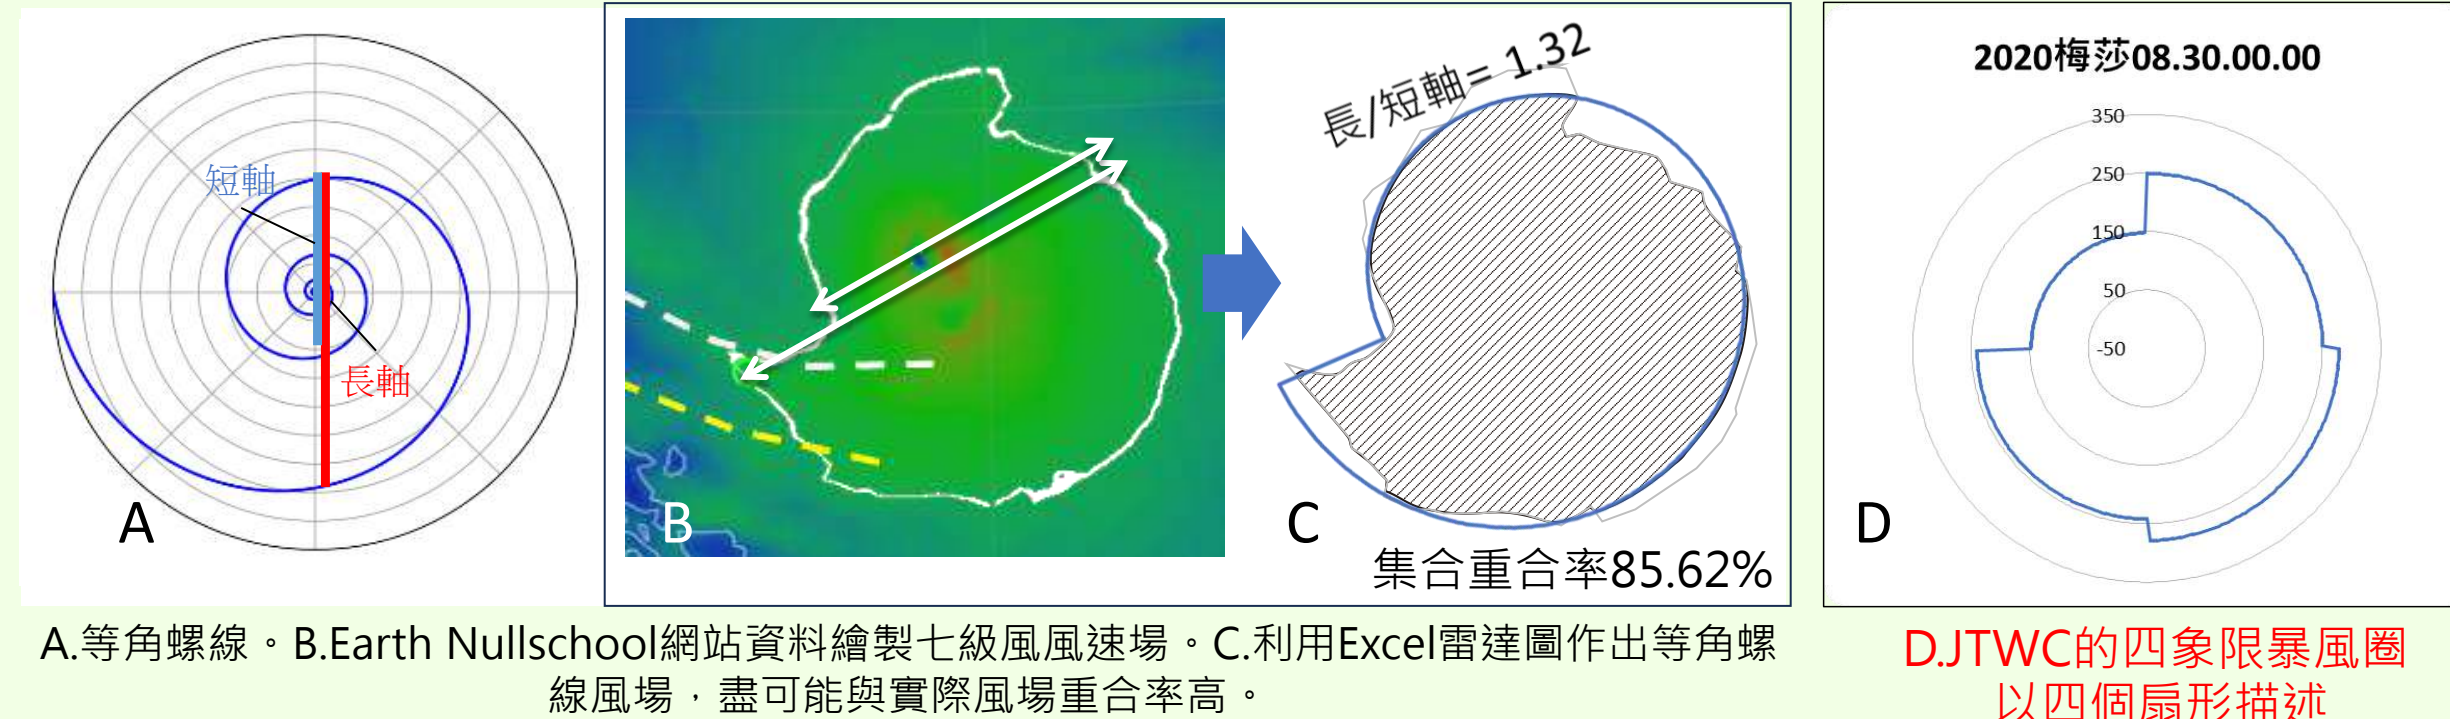 短軸
長軸
A
B
長/短軸= 1.32
C
集合重合率85.62%
2020梅莎08.30.00.00
350
250
150
50
-50
D
A.等角螺線。B.Earth Nullschool網站資料繪製七級風風速場。C.利用Excel雷達圖作出等角螺
線風場，盡可能與實際風場重合率高。
D.JTWC的四象限暴風圈
以四個扇形描述